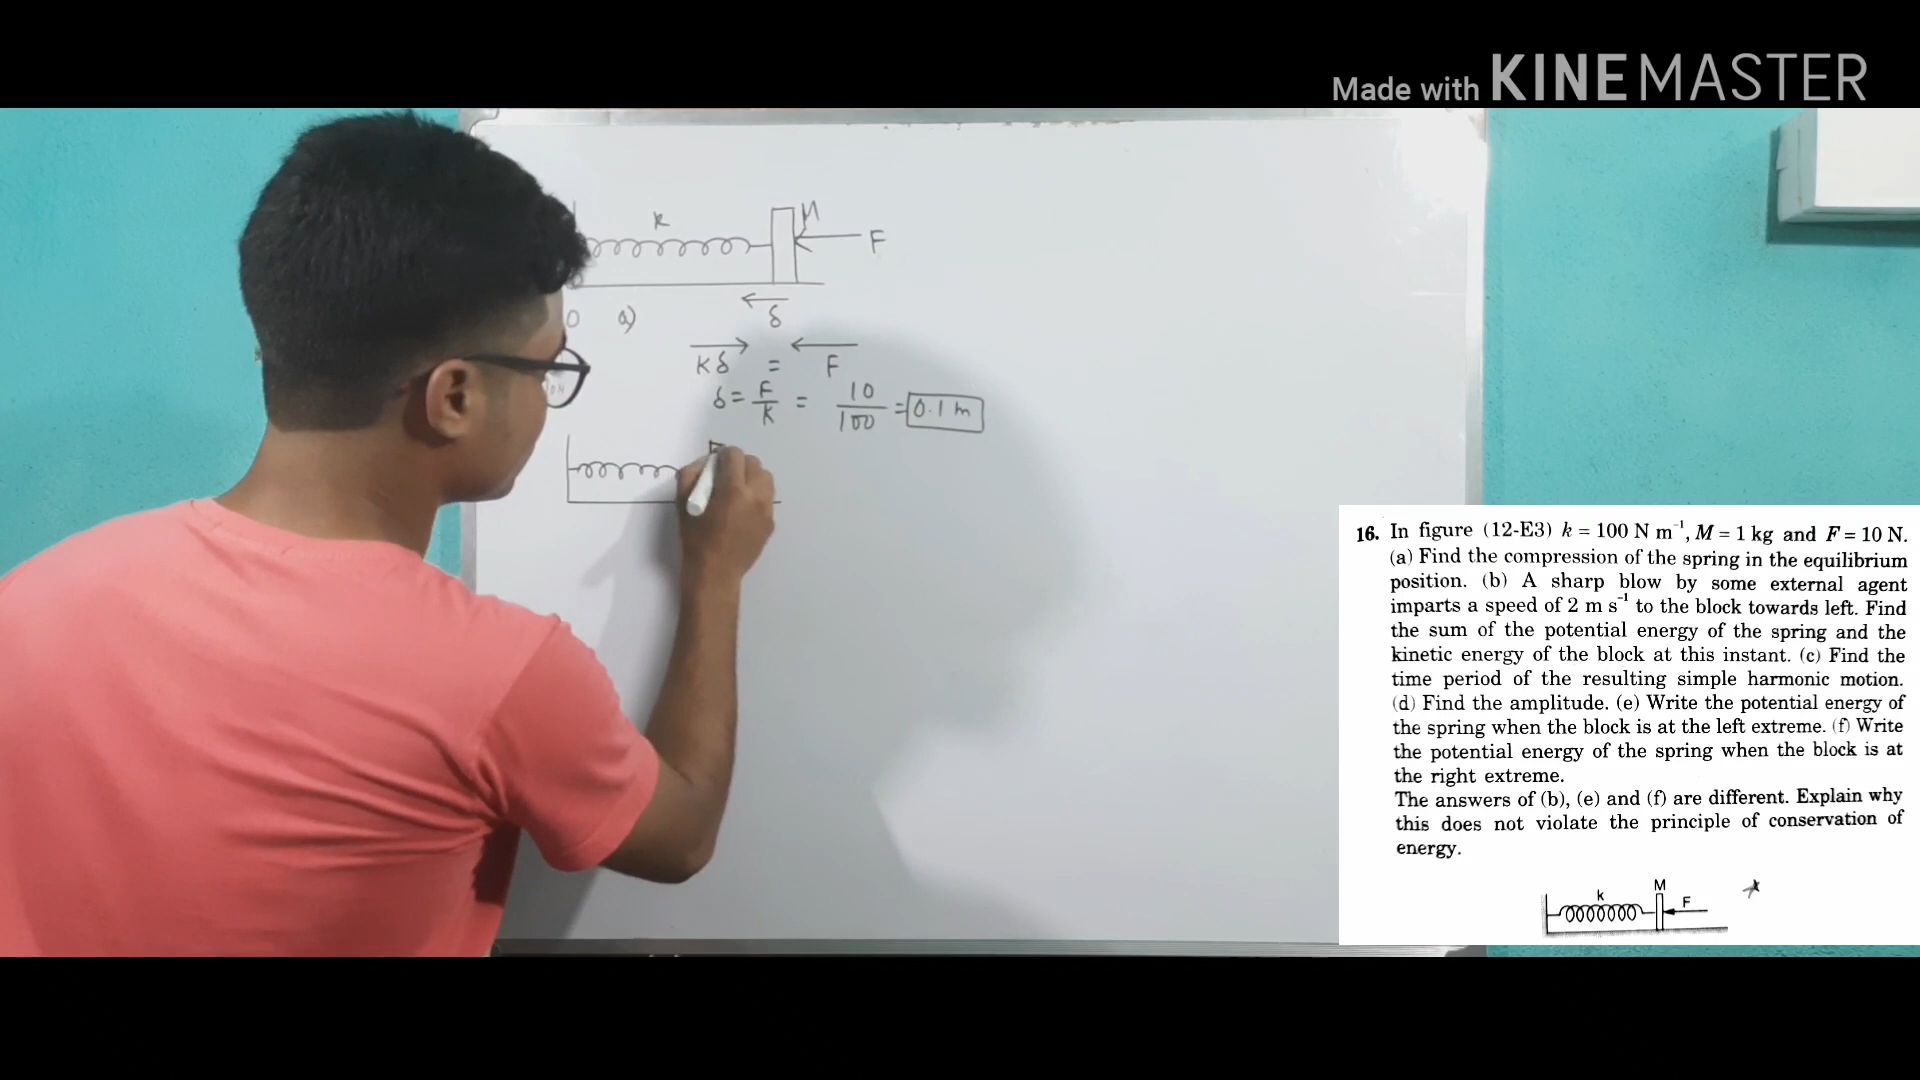 Made with KINEMASTER
k
M
F
a)
δ
Kδ = F
δ = F/K = 10/100 = 0.1 m
16. In figure (12-E3) k = 100 N m⁻¹, M = 1 kg and F = 10 N.
(a) Find the compression of the spring in the equilibrium
position. (b) A sharp blow by some external agent
imparts a speed of 2 m s⁻¹ to the block towards left. Find
the sum of the potential energy of the spring and the
kinetic energy of the block at this instant. (c) Find the
time period of the resulting simple harmonic motion.
(d) Find the amplitude. (e) Write the potential energy of
the spring when the block is at the left extreme. (f) Write
the potential energy of the spring when the block is at
the right extreme.
The answers of (b), (e) and (f) are different. Explain why
this does not violate the principle of conservation of
energy.
k
M
F